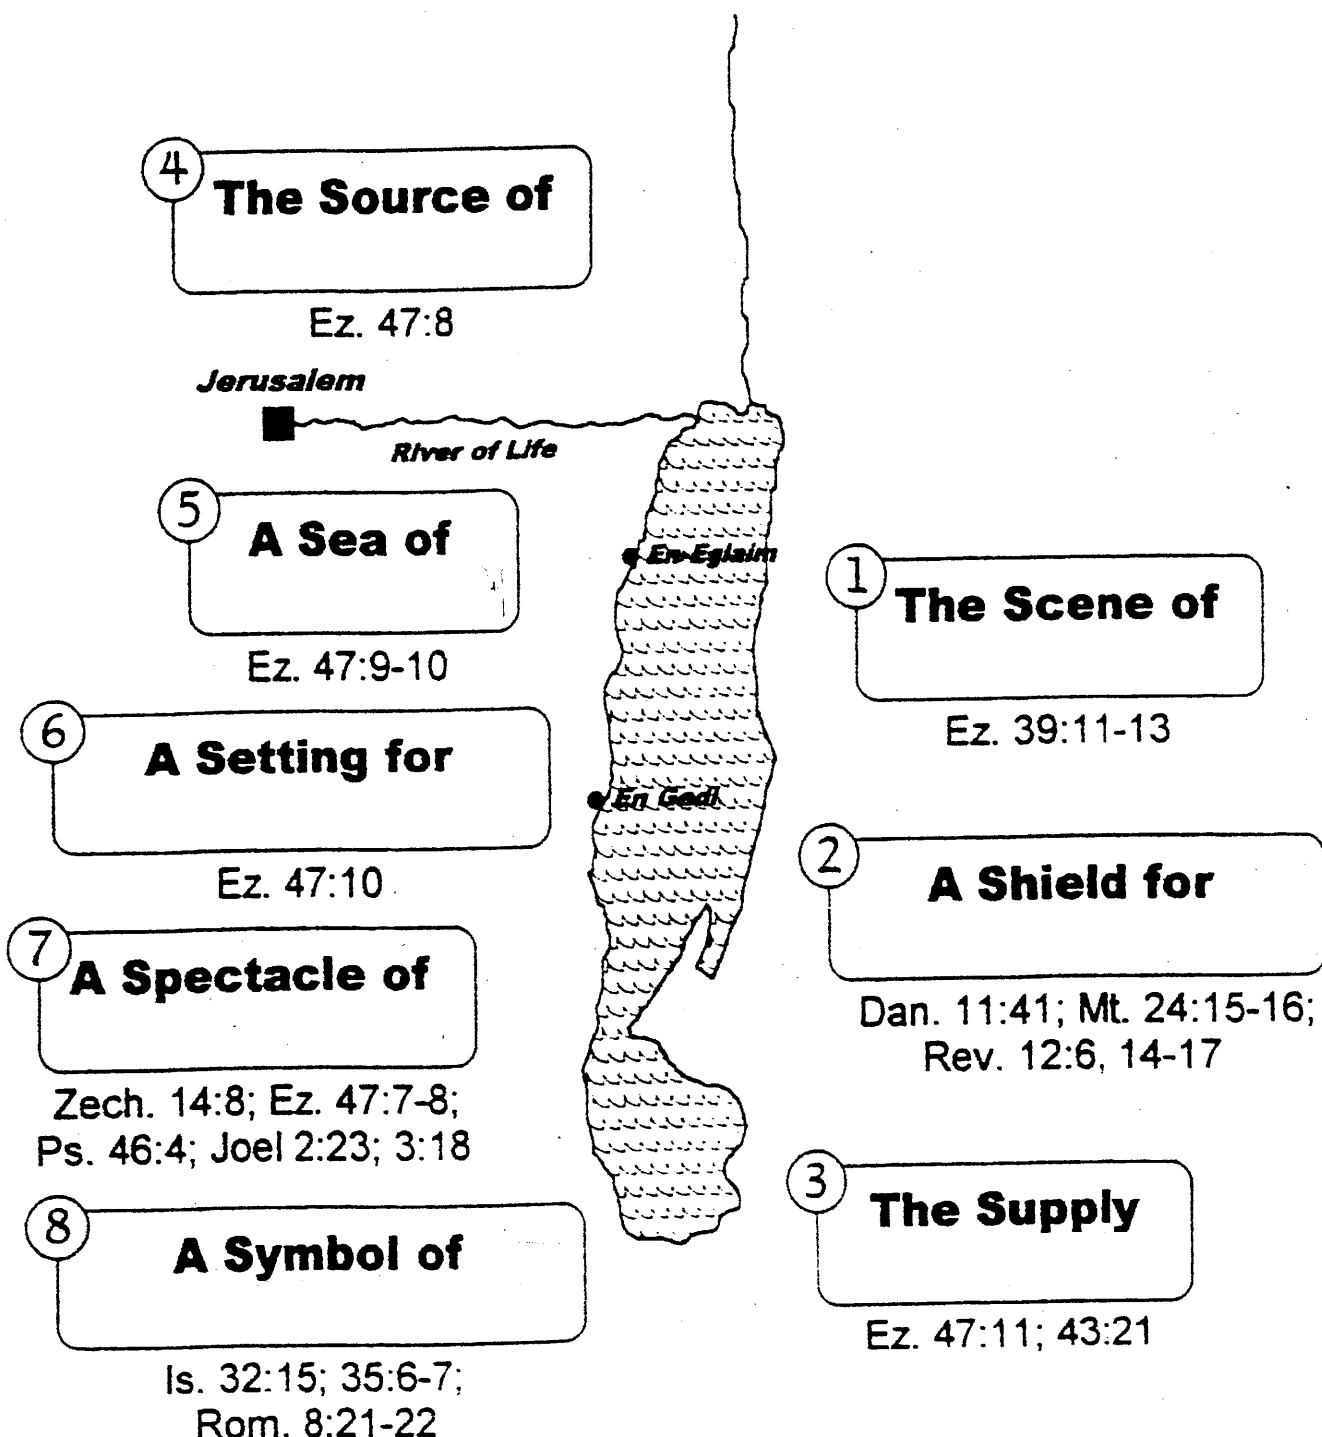 4
The Source of
Ez. 47:8
Jerusalem
River of Life
5
A Sea of
Ez. 47:9-10
En-Eglaim
1
The Scene of
Ez. 39:11-13
6
A Setting for
Ez. 47:10
En Gedi
2
A Shield for
Dan. 11:41; Mt. 24:15-16;
Rev. 12:6, 14-17
7
A Spectacle of
Zech. 14:8; Ez. 47:7-8;
Ps. 46:4; Joel 2:23; 3:18
3
The Supply
Ez. 47:11; 43:21
8
A Symbol of
Is. 32:15; 35:6-7;
Rom. 8:21-22